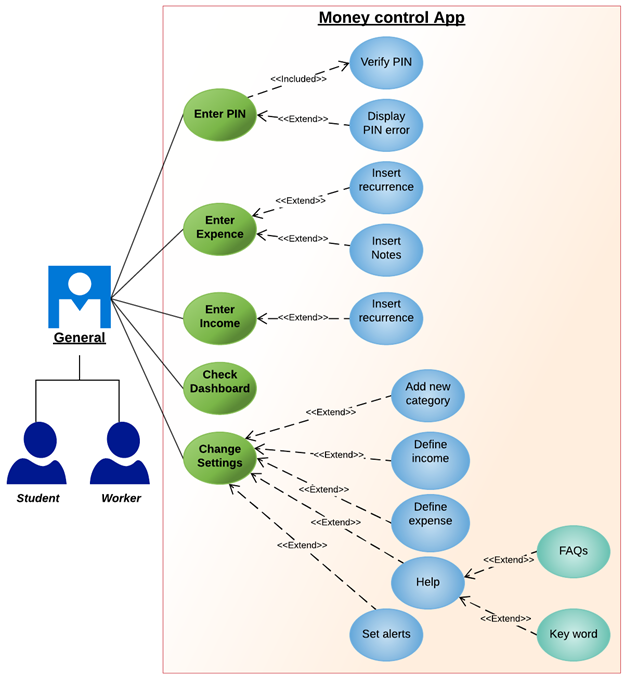 Money control App
Verify PIN
<<Included>>
Enter PIN
Display
PIN error
<<Extend>>
Insert
recurrence
<<Extend>>
Enter
Expence
<<Extend>>
Insert
Notes
Enter
Income
<<Extend>>
Insert
recurrence
General
Check
Dashboard
Add new
category
<<Extend>>
Change
Settings
<<Extend>>
Define
income
<<Extend>>
Define
expense
<<Extend>>
Student
Worker
<<Extend>>
Help
<<Extend>>
FAQs
<<Extend>>
Set alerts
Key word